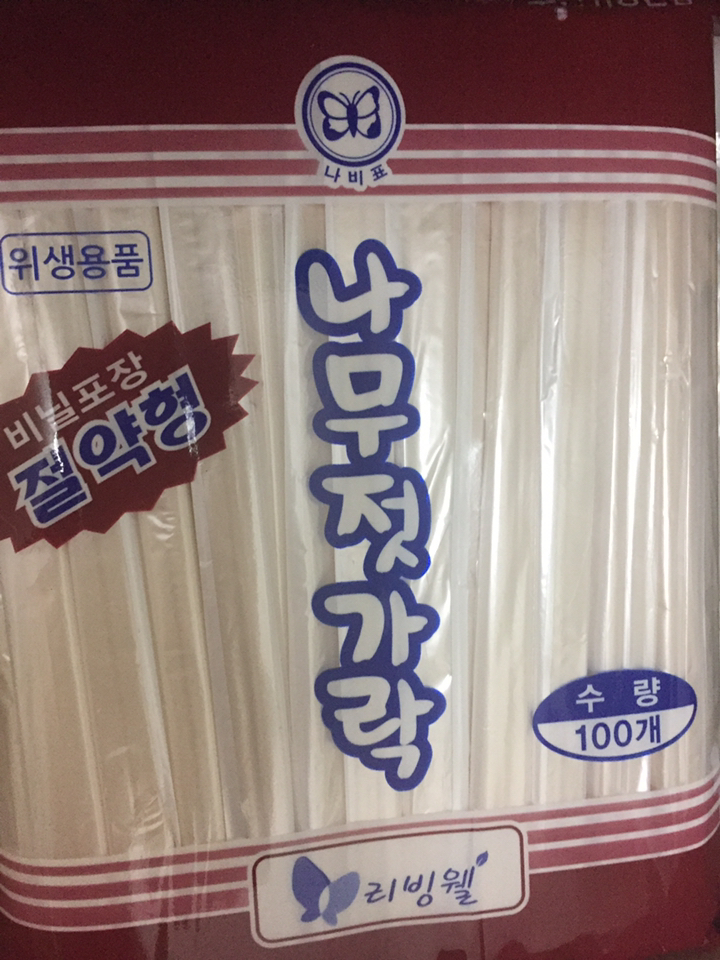 나비표
위생용품
비닐포장
절약형
나무젓가락
수량
100개
리빙웰